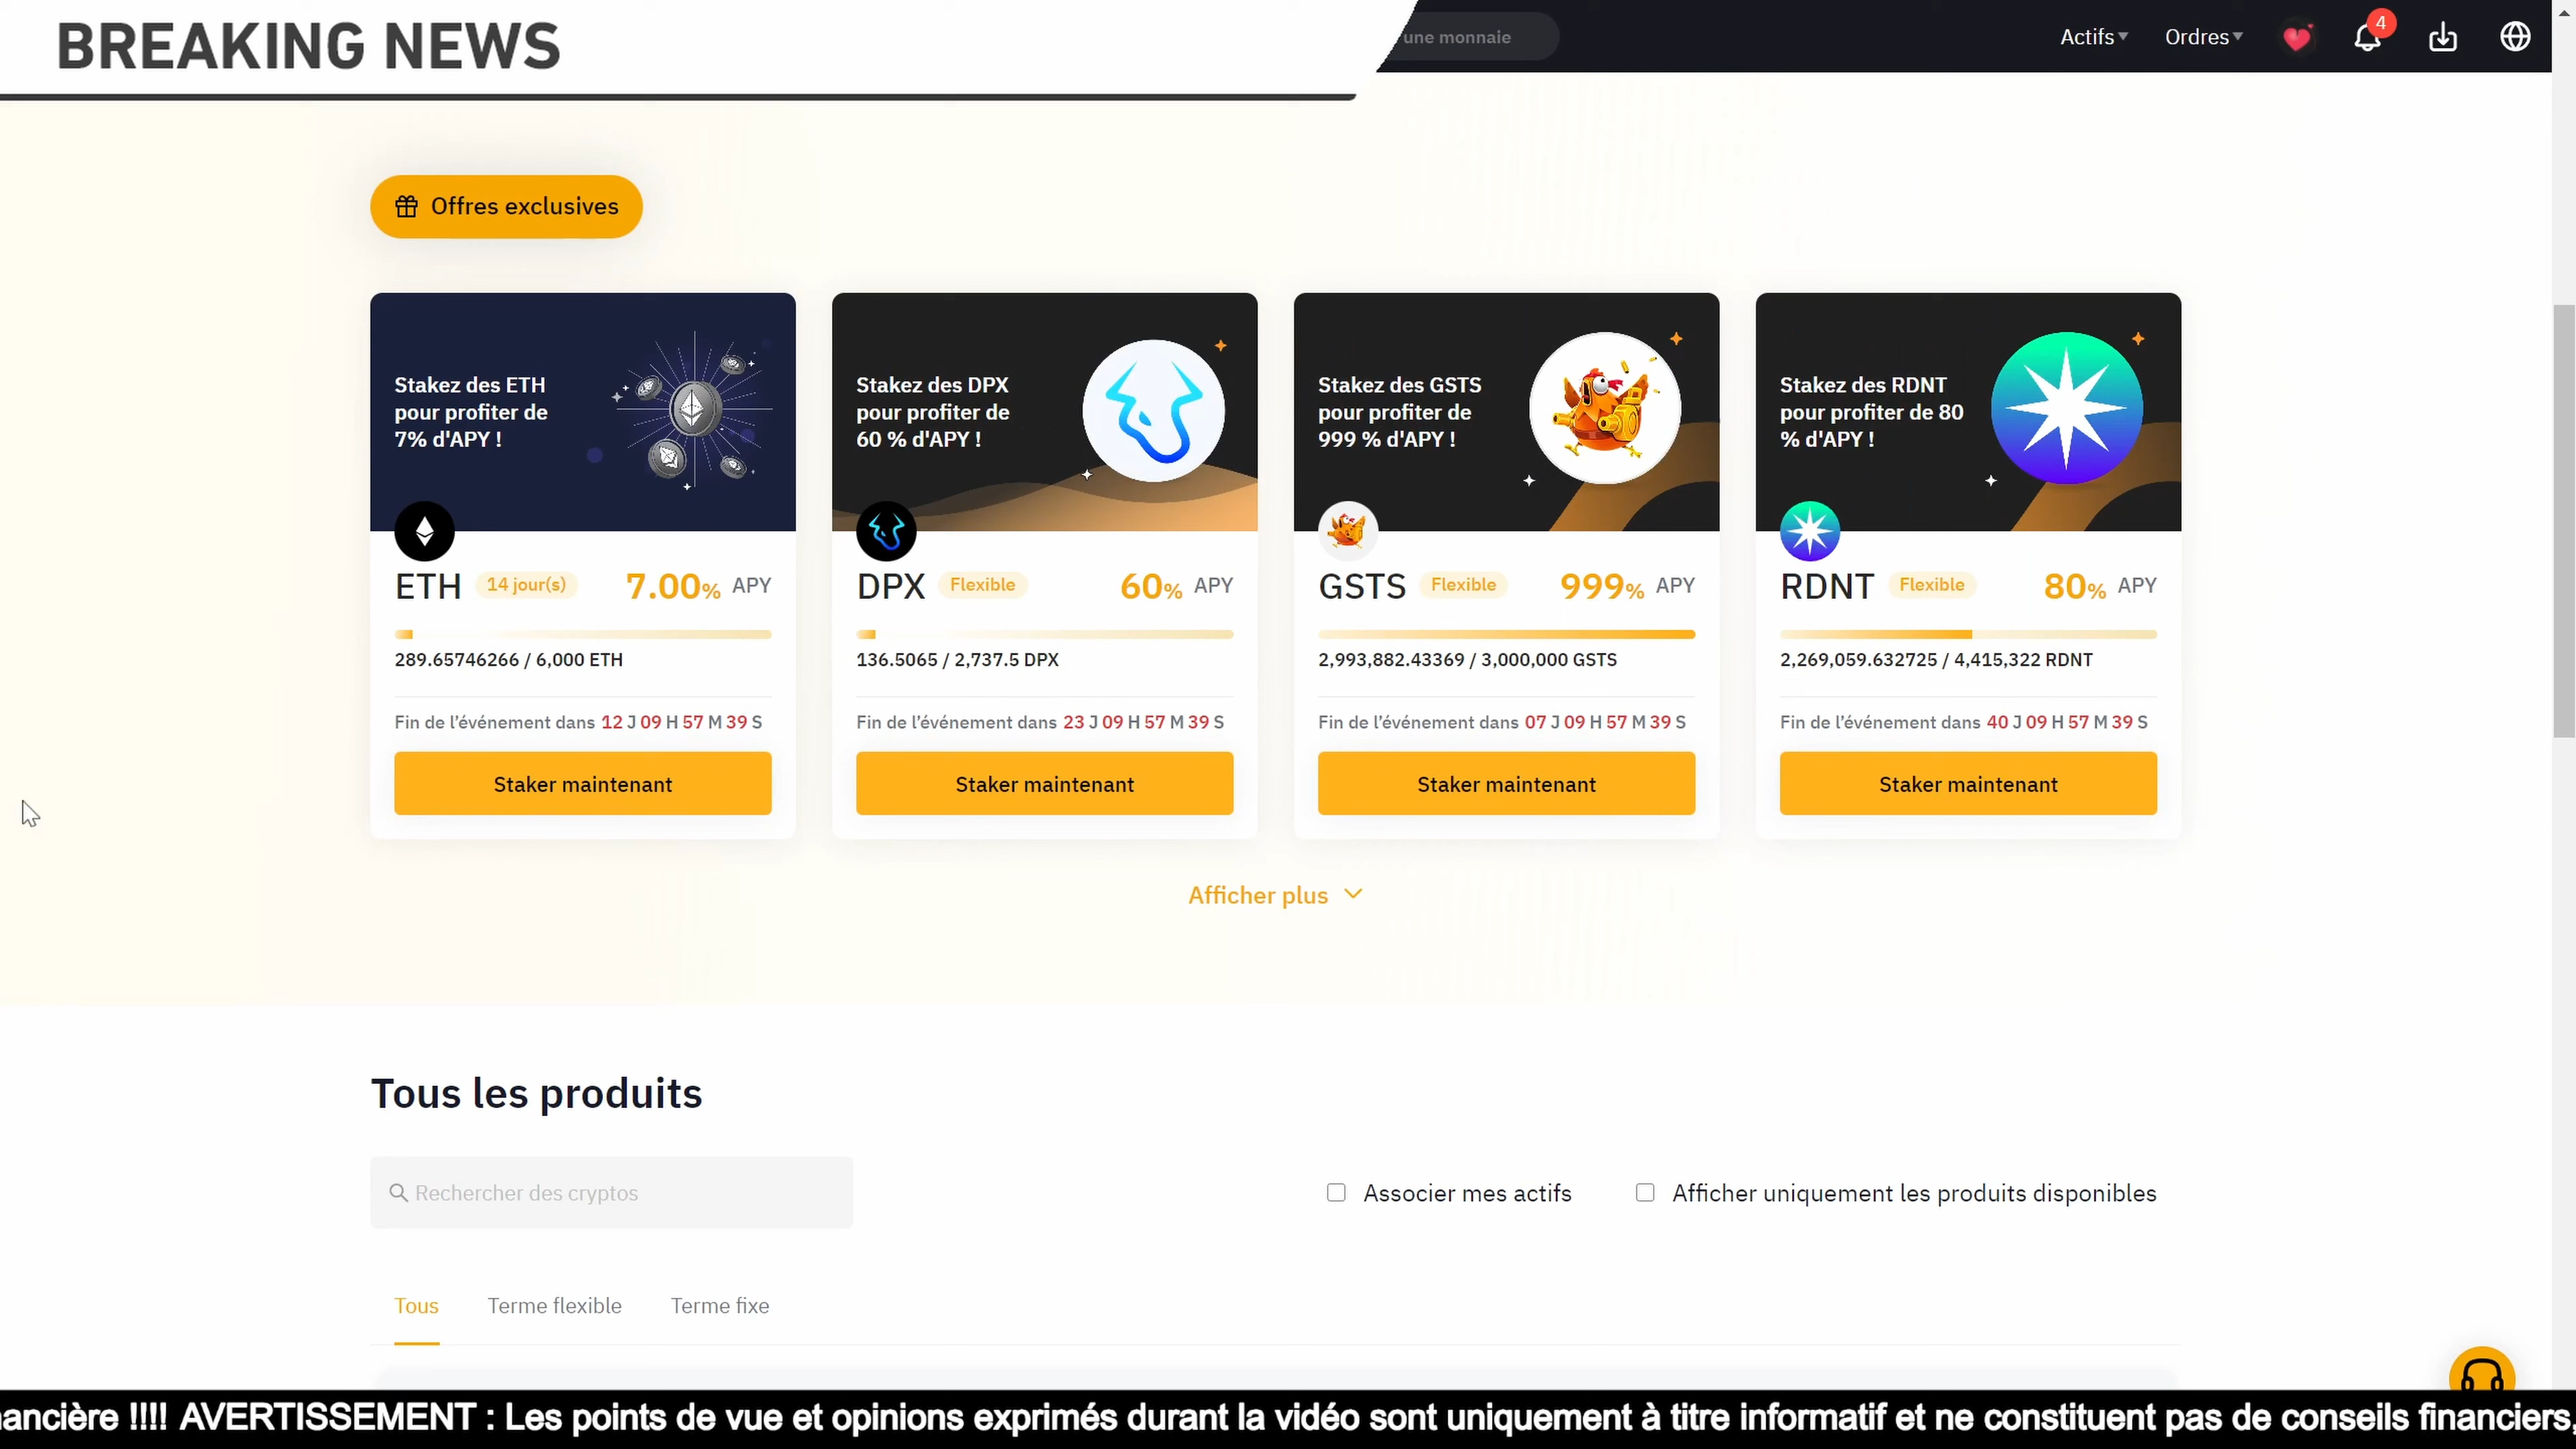 BREAKING NEWS
une monnaie
Actifs
Ordres
4
Offres exclusives
Stakez des ETH
pour profiter de
7% d'APY !
ETH 14 jour(s) 7.00% APY
289.65746266 / 6,000 ETH
Fin de l'événement dans 12 J 09 H 57 M 39 S
Staker maintenant
Stakez des DPX
pour profiter de
60 % d'APY !
DPX Flexible 60% APY
136.5065 / 2,737.5 DPX
Fin de l'événement dans 23 J 09 H 57 M 39 S
Staker maintenant
Stakez des GSTS
pour profiter de
999 % d'APY !
GSTS Flexible 999% APY
2,993,882.43369 / 3,000,000 GSTS
Fin de l'événement dans 07 J 09 H 57 M 39 S
Staker maintenant
Stakez des RDNT
pour profiter de 80
% d'APY !
RDNT Flexible 80% APY
2,269,059.632725 / 4,415,322 RDNT
Fin de l'événement dans 40 J 09 H 57 M 39 S
Staker maintenant
Afficher plus
Tous les produits
Rechercher des cryptos
Associer mes actifs
Afficher uniquement les produits disponibles
Tous
Terme flexible
Terme fixe
ancière !!!! AVERTISSEMENT : Les points de vue et opinions exprimés durant la vidéo sont uniquement à titre informatif et ne constituent pas de conseils financiers.